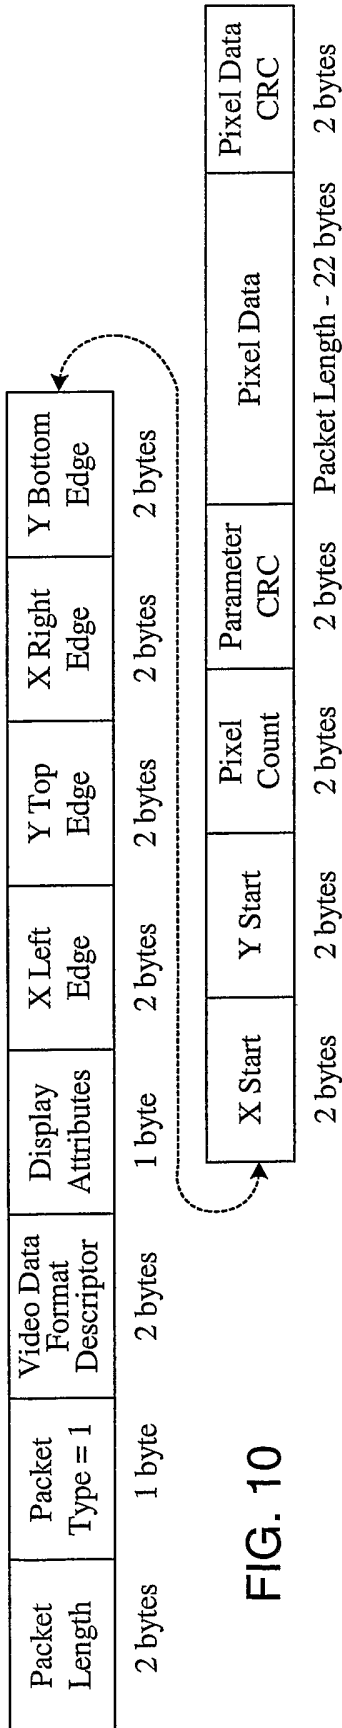 Packet
Length
Packet
Type = 1
Video Data
Format
Descriptor
Display
Attributes
X Left
Edge
Y Top
Edge
X Right
Edge
Y Bottom
Edge
2 bytes
1 byte
2 bytes
1 byte
2 bytes
2 bytes
2 bytes
2 bytes
X Start
Y Start
Pixel
Count
Parameter
CRC
Pixel Data
Pixel Data
CRC
2 bytes
2 bytes
2 bytes
2 bytes
Packet Length - 22 bytes
2 bytes
FIG. 10